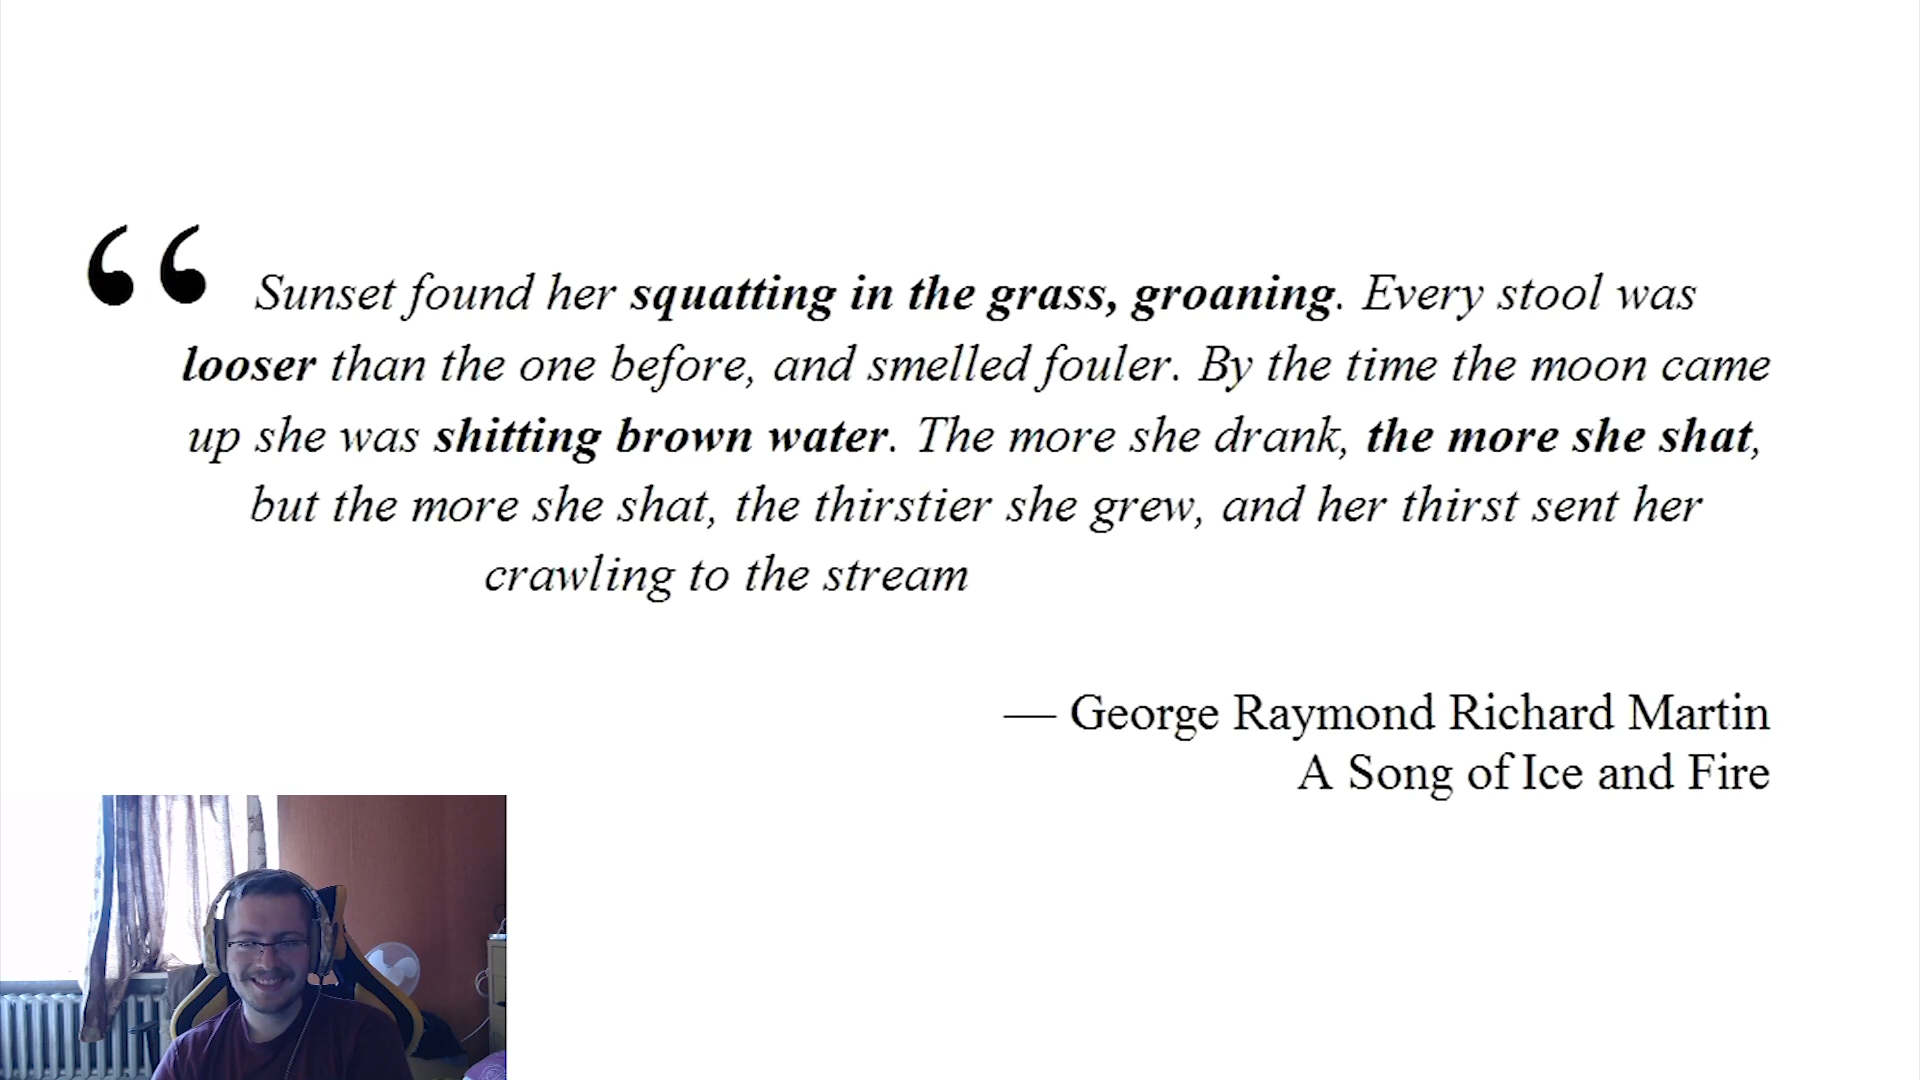 “ Sunset found her squatting in the grass, groaning. Every stool was
looser than the one before, and smelled fouler. By the time the moon came
up she was shitting brown water. The more she drank, the more she shat,
but the more she shat, the thirstier she grew, and her thirst sent her
crawling to the stream
— George Raymond Richard Martin
A Song of Ice and Fire